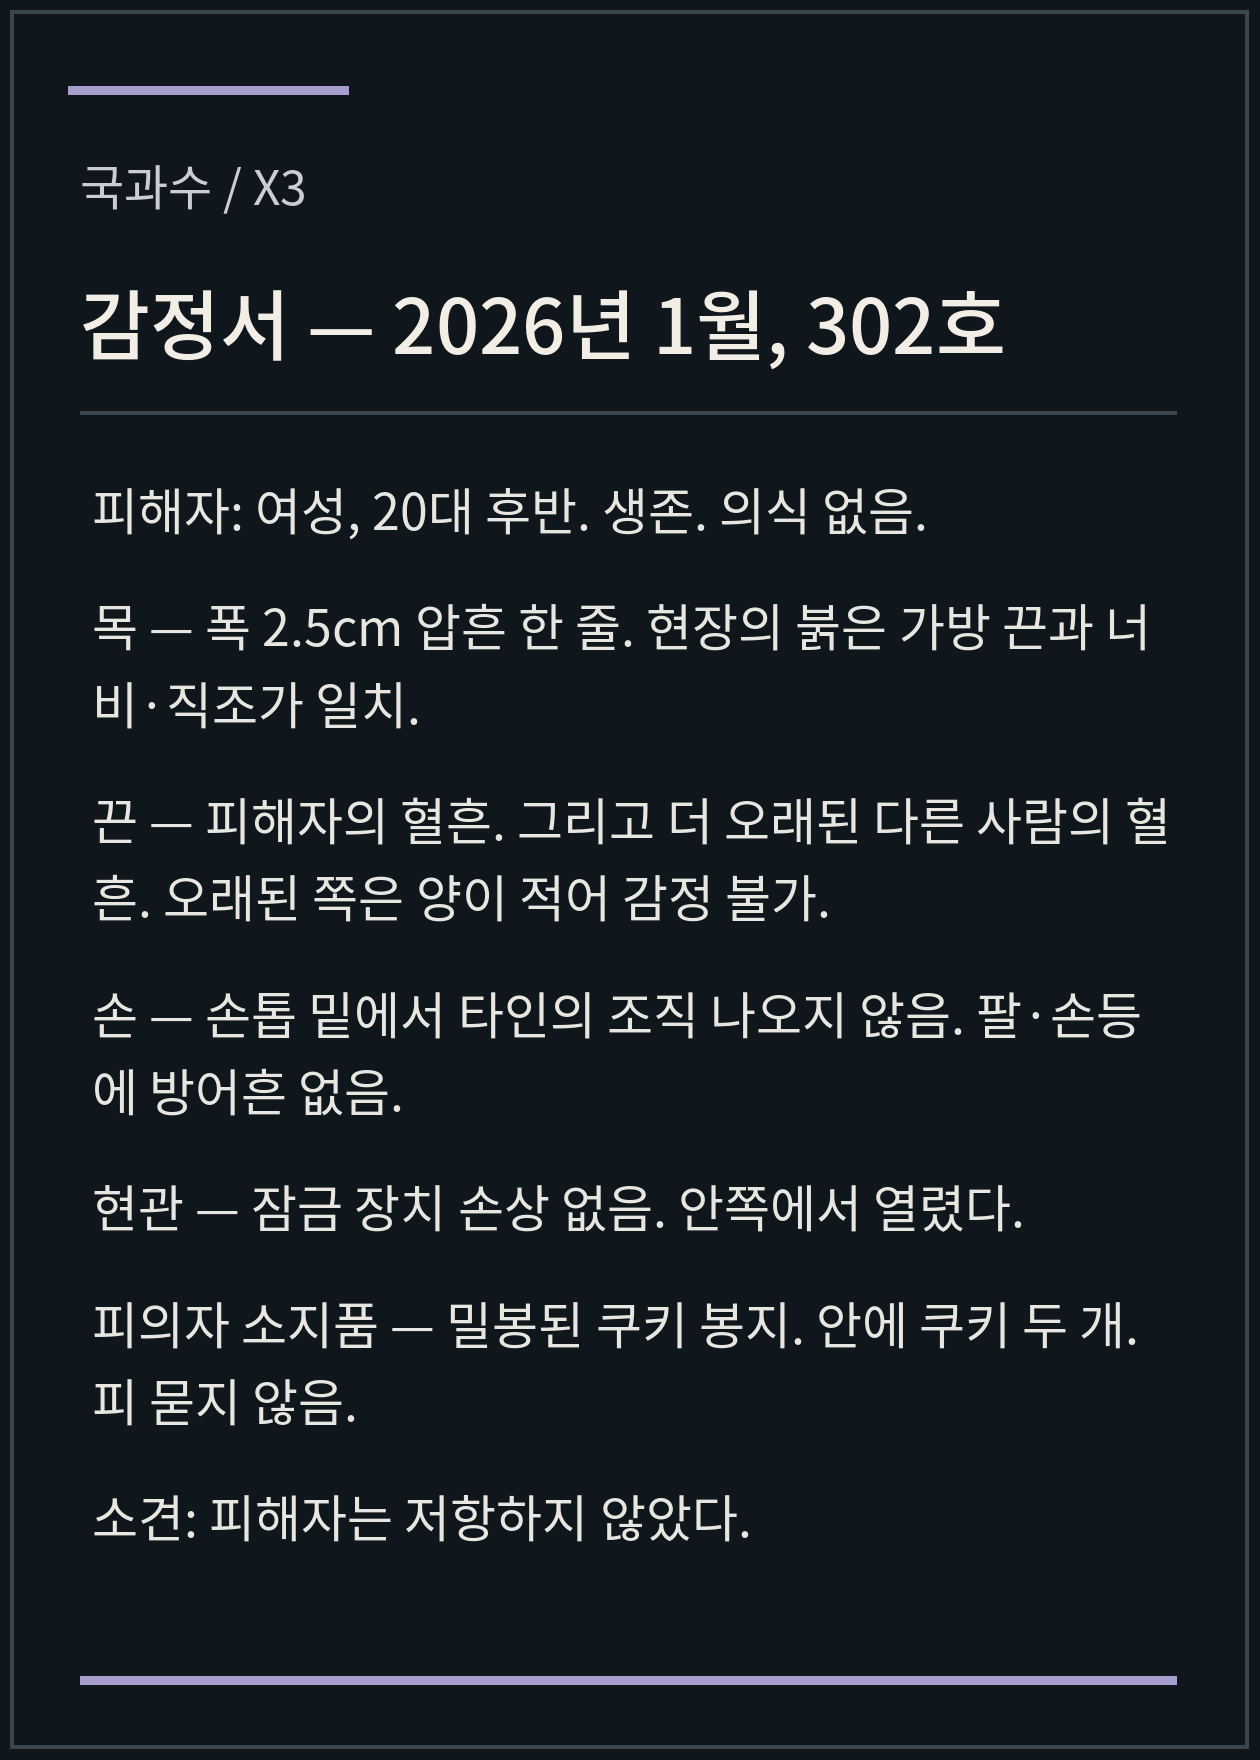 국과수 / X3
감정서 — 2026년 1월, 302호
피해자: 여성, 20대 후반. 생존. 의식 없음.
목 — 폭 2.5cm 압흔 한 줄. 현장의 붉은 가방 끈과 너
비·직조가 일치.
끈 — 피해자의 혈흔. 그리고 더 오래된 다른 사람의 혈
흔. 오래된 쪽은 양이 적어 감정 불가.
손 — 손톱 밑에서 타인의 조직 나오지 않음. 팔·손등
에 방어흔 없음.
현관 — 잠금 장치 손상 없음. 안쪽에서 열렸다.
피의자 소지품 — 밀봉된 쿠키 봉지. 안에 쿠키 두 개.
피 묻지 않음.
소견: 피해자는 저항하지 않았다.